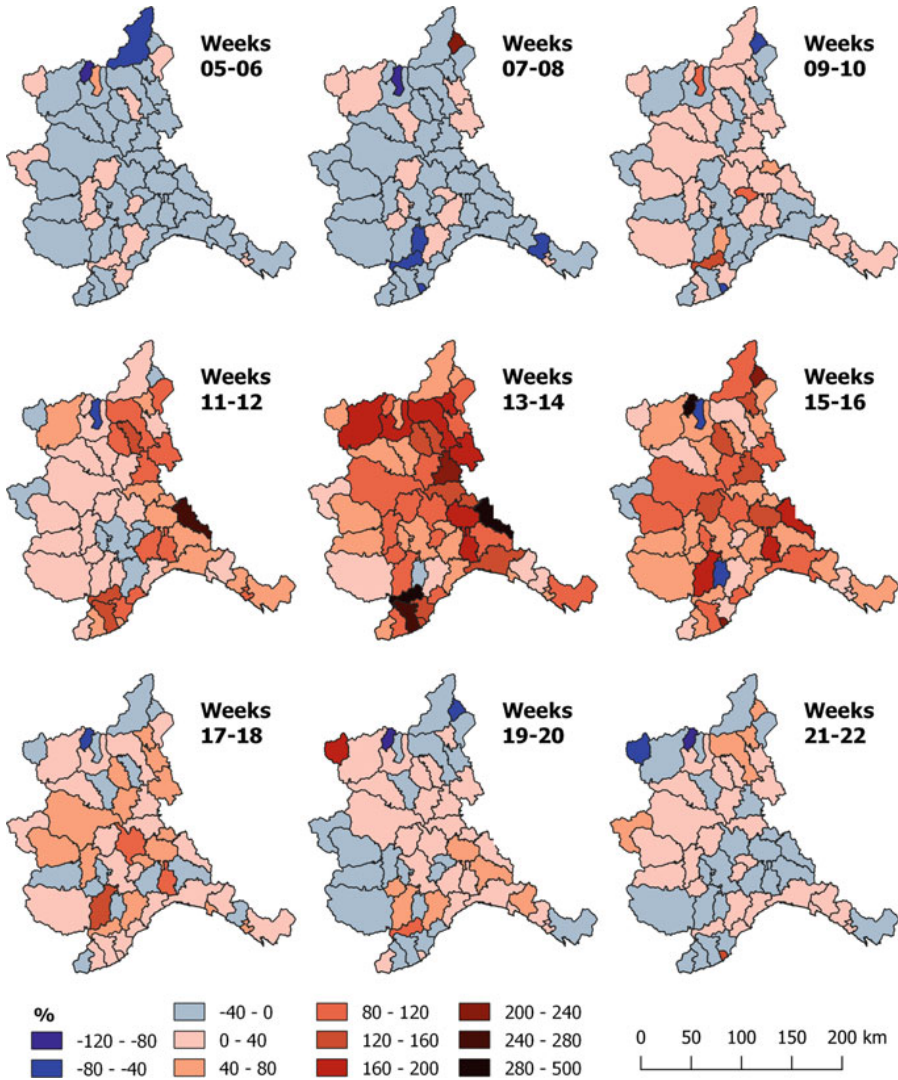 Weeks
05-06
Weeks
07-08
Weeks
09-10
Weeks
11-12
Weeks
13-14
Weeks
15-16
Weeks
17-18
Weeks
19-20
Weeks
21-22
%
-120 - -80
-80 - -40
-40 - 0
0 - 40
40 - 80
80 - 120
120 - 160
160 - 200
200 - 240
240 - 280
280 - 500
0 50 100 150 200 km